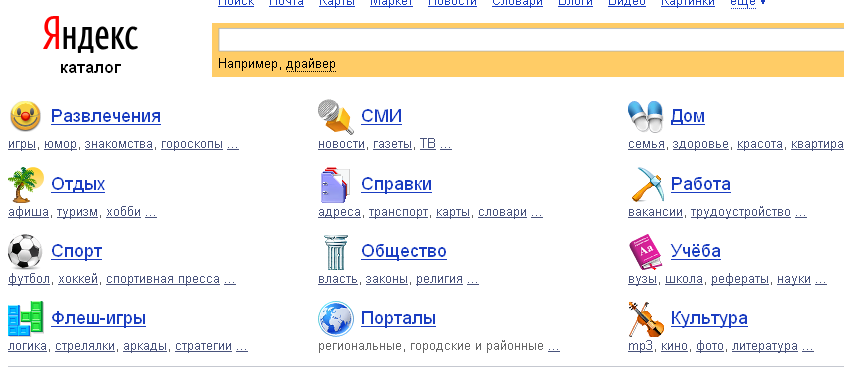 Поиск Почта Карты Маркет Новости Словари Блоги Видео Картинки ещё ▼
Яндекс
каталог
Например, драйвер
Развлечения
игры, юмор, знакомства, гороскопы ...
СМИ
новости, газеты, ТВ ...
Дом
семья, здоровье, красота, квартира
Отдых
афиша, туризм, хобби ...
Справки
адреса, транспорт, карты, словари ...
Работа
вакансии, трудоустройство ...
Спорт
футбол, хоккей, спортивная пресса ...
Общество
власть, законы, религия ...
Учёба
вузы, школа, рефераты, науки ...
Флеш-игры
логика, стрелялки, аркады, стратегии ...
Порталы
региональные, городские и районные ...
Культура
mp3, кино, фото, литература ...
Aa